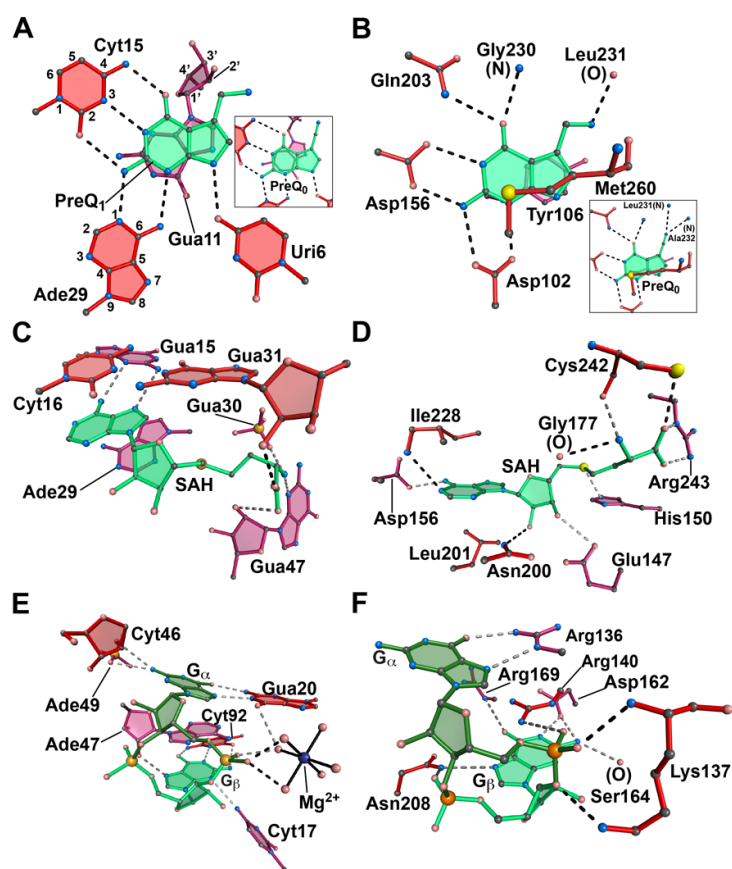 A
Cyt15
3’
5 4
4’
2’
6
1’
3
1 2
PreQ1
PreQ0
1
2 6
Gua11
3 5
Uri6
4 7
Ade29
9 8
B
Gly230
(N)
Leu231
(O)
Gln203
Asp156
Met260
Tyr106
Asp102
Leu231(N)
(N)
Ala232
PreQ0
C
Gua15
Gua31
Cyt16
Gua30
Ade29
SAH
Gua47
D
Cys242
Ile228
Gly177
(O)
SAH
Arg243
Asp156
His150
Leu201
Asn200
Glu147
E
Cyt46
Gα
Ade49
Gua20
Cyt92
Ade47
Gβ
Mg2+
Cyt17
F
Arg136
Gα
Arg140
Arg169
Asp162
(O)
Ser164
Lys137
Asn208
Gβ